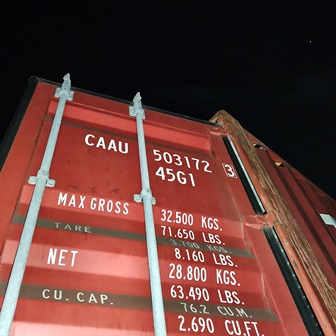 CAAU 503172 3
45G1
MAX GROSS 32,500 KGS.
71,650 LBS.
TARE 3,700 KGS.
8,160 LBS.
NET 28,800 KGS.
63,490 LBS.
CU. CAP. 76.2 CU.M.
2,690 CU.FT.